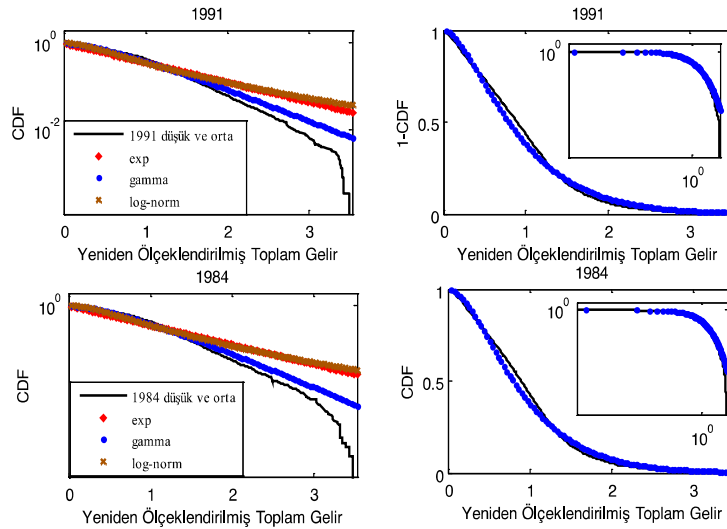 1991
10^0
10^-2
CDF
1991 düşük ve orta
exp
gamma
log-norm
0 1 2 3
Yeniden Ölçeklendirilmiş Toplam Gelir
1991
1
0.5
0
1-CDF
10^0
10^0
0 1 2 3
Yeniden Ölçeklendirilmiş Toplam Gelir
1984
10^0
CDF
1984 düşük ve orta
exp
gamma
log-norm
0 1 2 3
Yeniden Ölçeklendirilmiş Toplam Gelir
1984
1
0.5
0
CDF
10^0
10^0
0 1 2 3
Yeniden Ölçeklendirilmiş Toplam Gelir